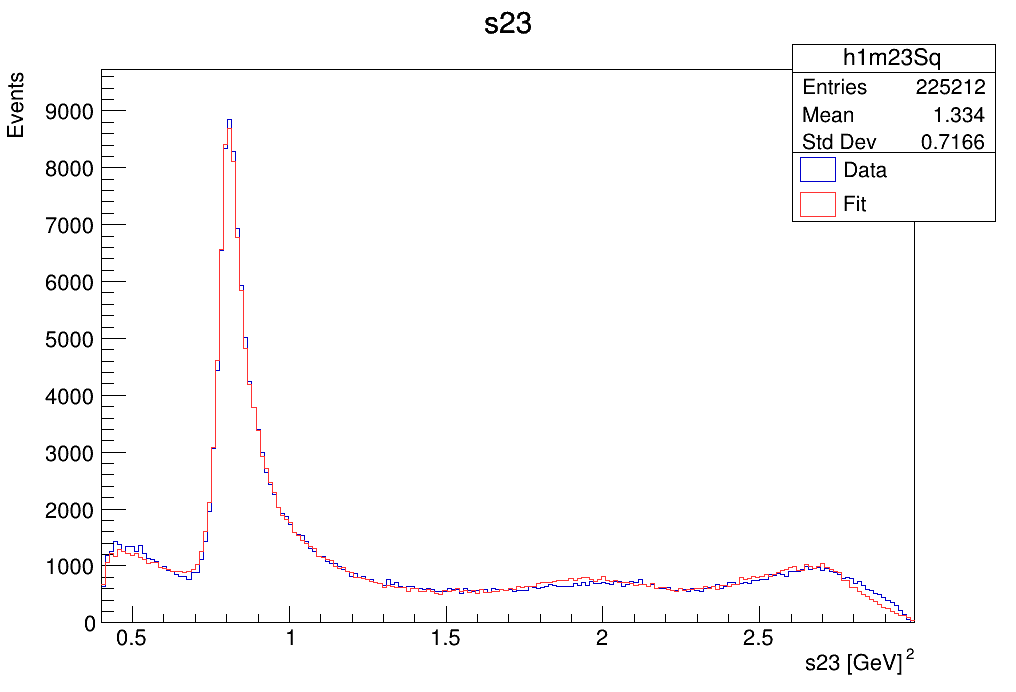 s23
h1m23Sq
Entries 225212
Mean 1.334
Std Dev 0.7166
Data
Fit
Events
9000
8000
7000
6000
5000
4000
3000
2000
1000
0
0.5 1 1.5 2 2.5
s23 [GeV]²